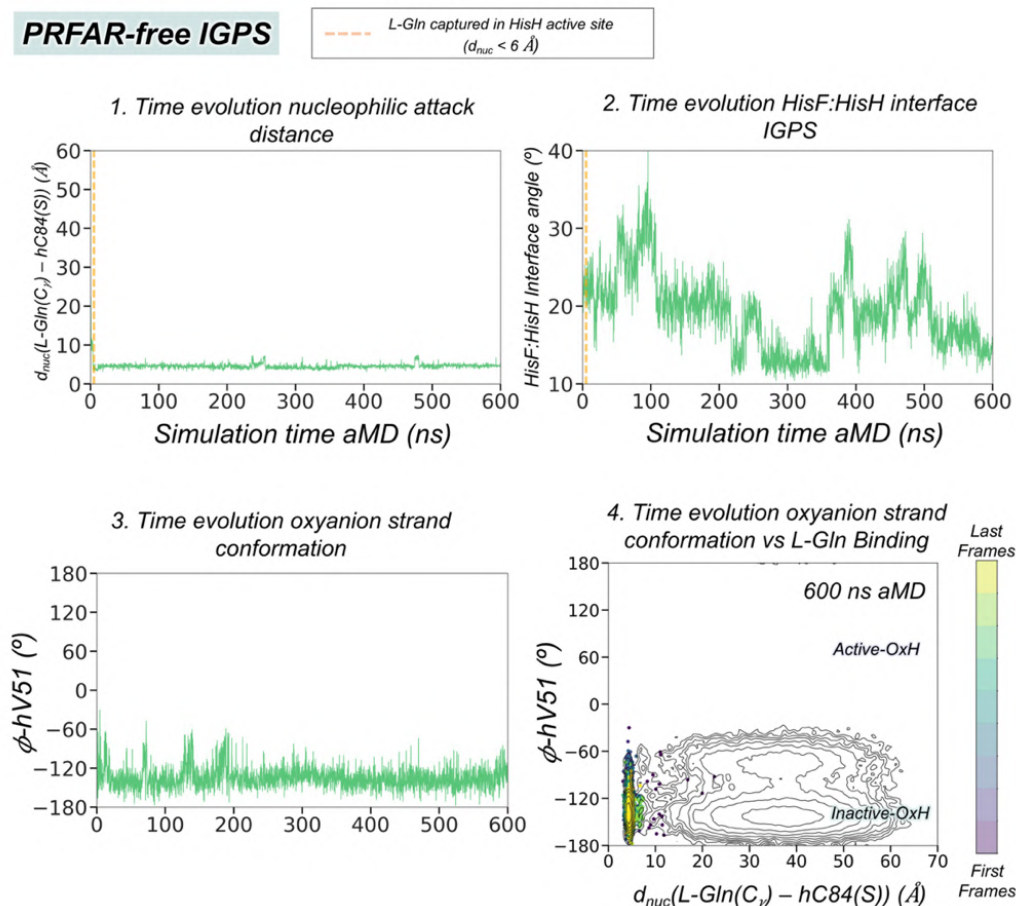 PRFAR-free IGPS
L-Gln captured in HisH active site
(d_nuc < 6 Å)
1. Time evolution nucleophilic attack
distance
d_nuc(L-Gln(C_γ) – hC84(S)) (Å)
60
50
40
30
20
10
0
0 100 200 300 400 500 600
Simulation time aMD (ns)
2. Time evolution HisF:HisH interface
IGPS
HisF:HisH Interface angle (º)
40
30
20
10
0 100 200 300 400 500 600
Simulation time aMD (ns)
3. Time evolution oxyanion strand
conformation
ϕ-hV51 (º)
180
120
60
0
−60
−120
−180
0 100 200 300 400 500 600
4. Time evolution oxyanion strand
conformation vs L-Gln Binding
ϕ-hV51 (º)
180
120
60
0
−60
−120
−180
600 ns aMD
Active-OxH
Inactive-OxH
0 10 20 30 40 50 60 70
d_nuc(L-Gln(C_γ) – hC84(S)) (Å)
Last
Frames
First
Frames